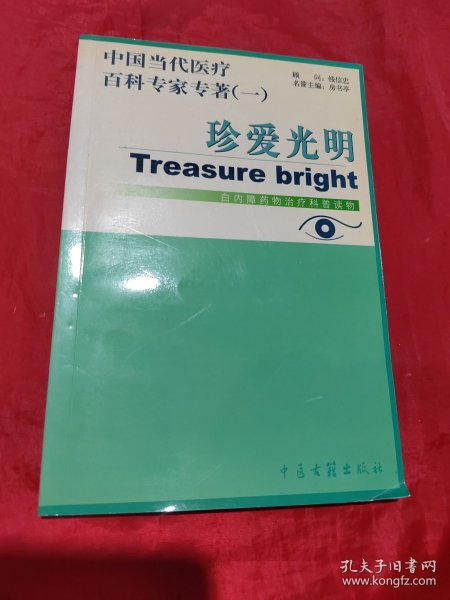 中国当代医疗
百科专家专著(一)
顾 问：钱信忠
名誉主编：房书亭
珍爱光明
Treasure bright
白内障药物治疗科普读物
中医古籍出版社
孔夫子旧书网
www.kongfz.com